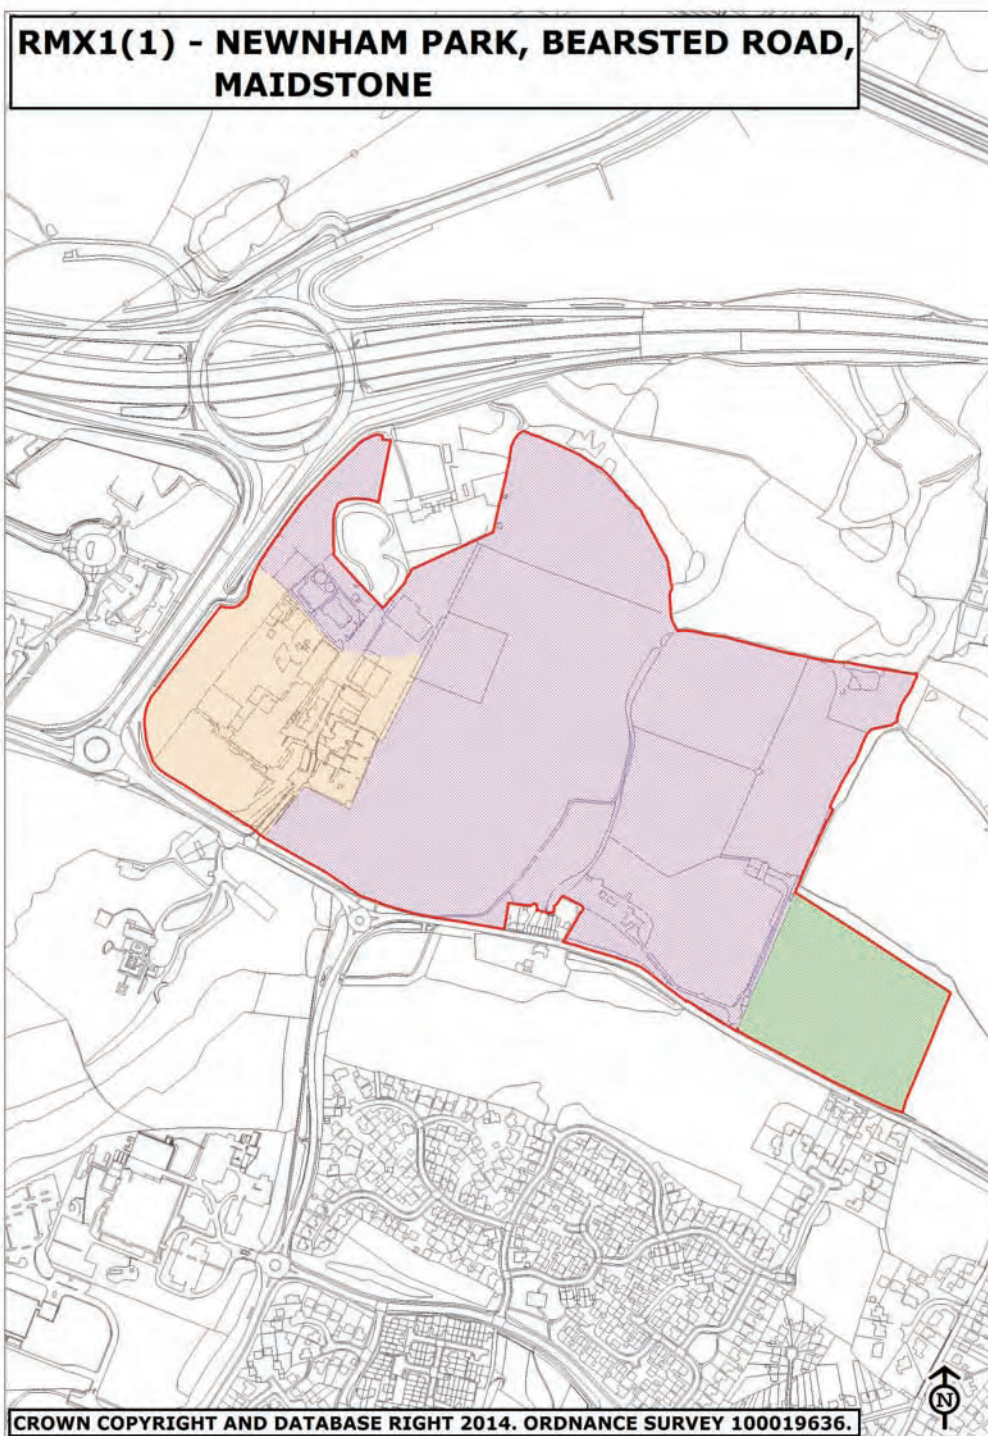 RMX1(1) - NEWNHAM PARK, BEARSTED ROAD,
MAIDSTONE
N
CROWN COPYRIGHT AND DATABASE RIGHT 2014. ORDNANCE SURVEY 100019636.